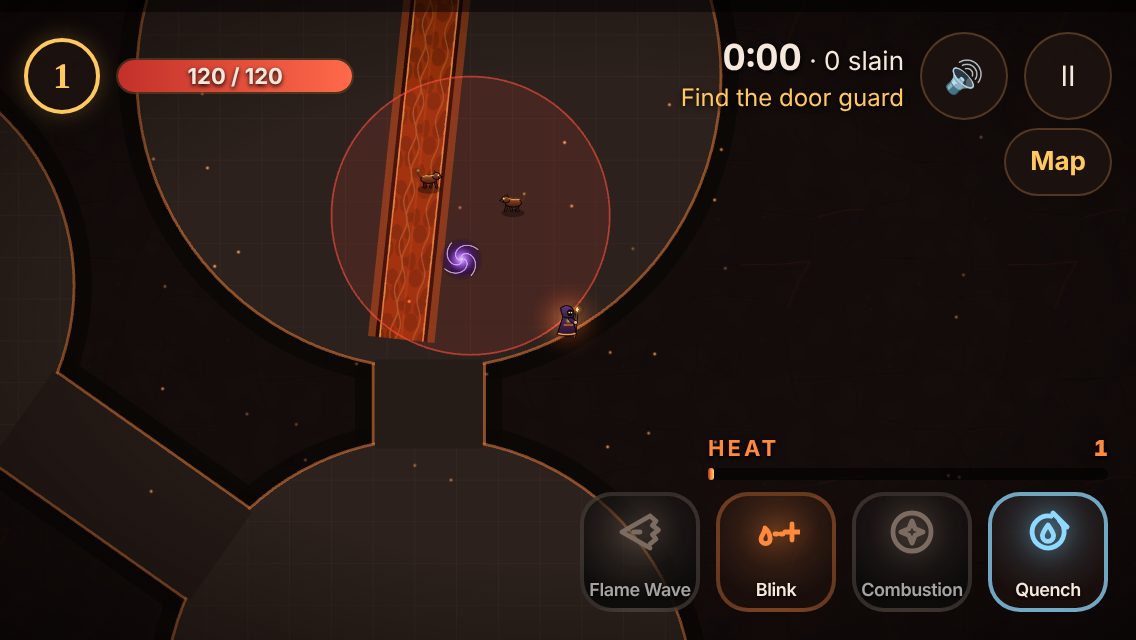 1
120 / 120
0:00 · 0 slain
Find the door guard
Map
HEAT 1
Flame Wave
Blink
Combustion
Quench